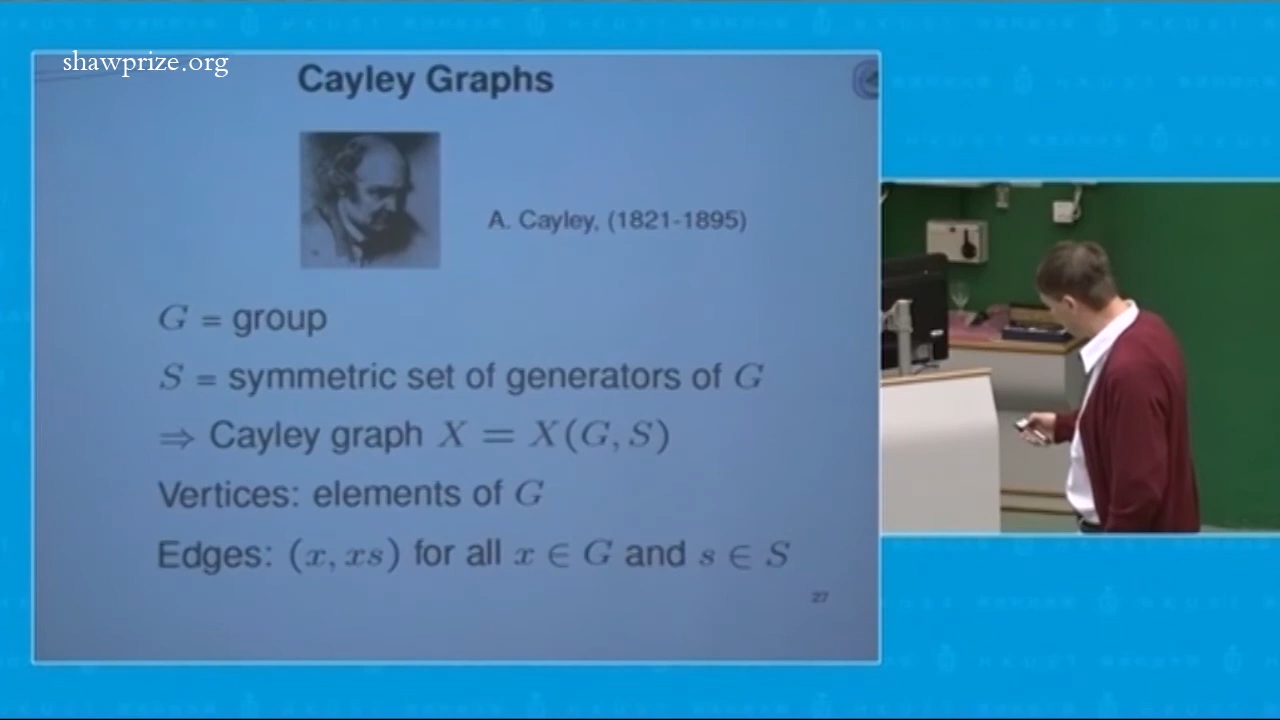 shawprize.org
Cayley Graphs
A. Cayley, (1821-1895)
G = group
S = symmetric set of generators of G
⇒ Cayley graph X = X(G, S)
Vertices: elements of G
Edges: (x, xs) for all x ∈ G and s ∈ S
27